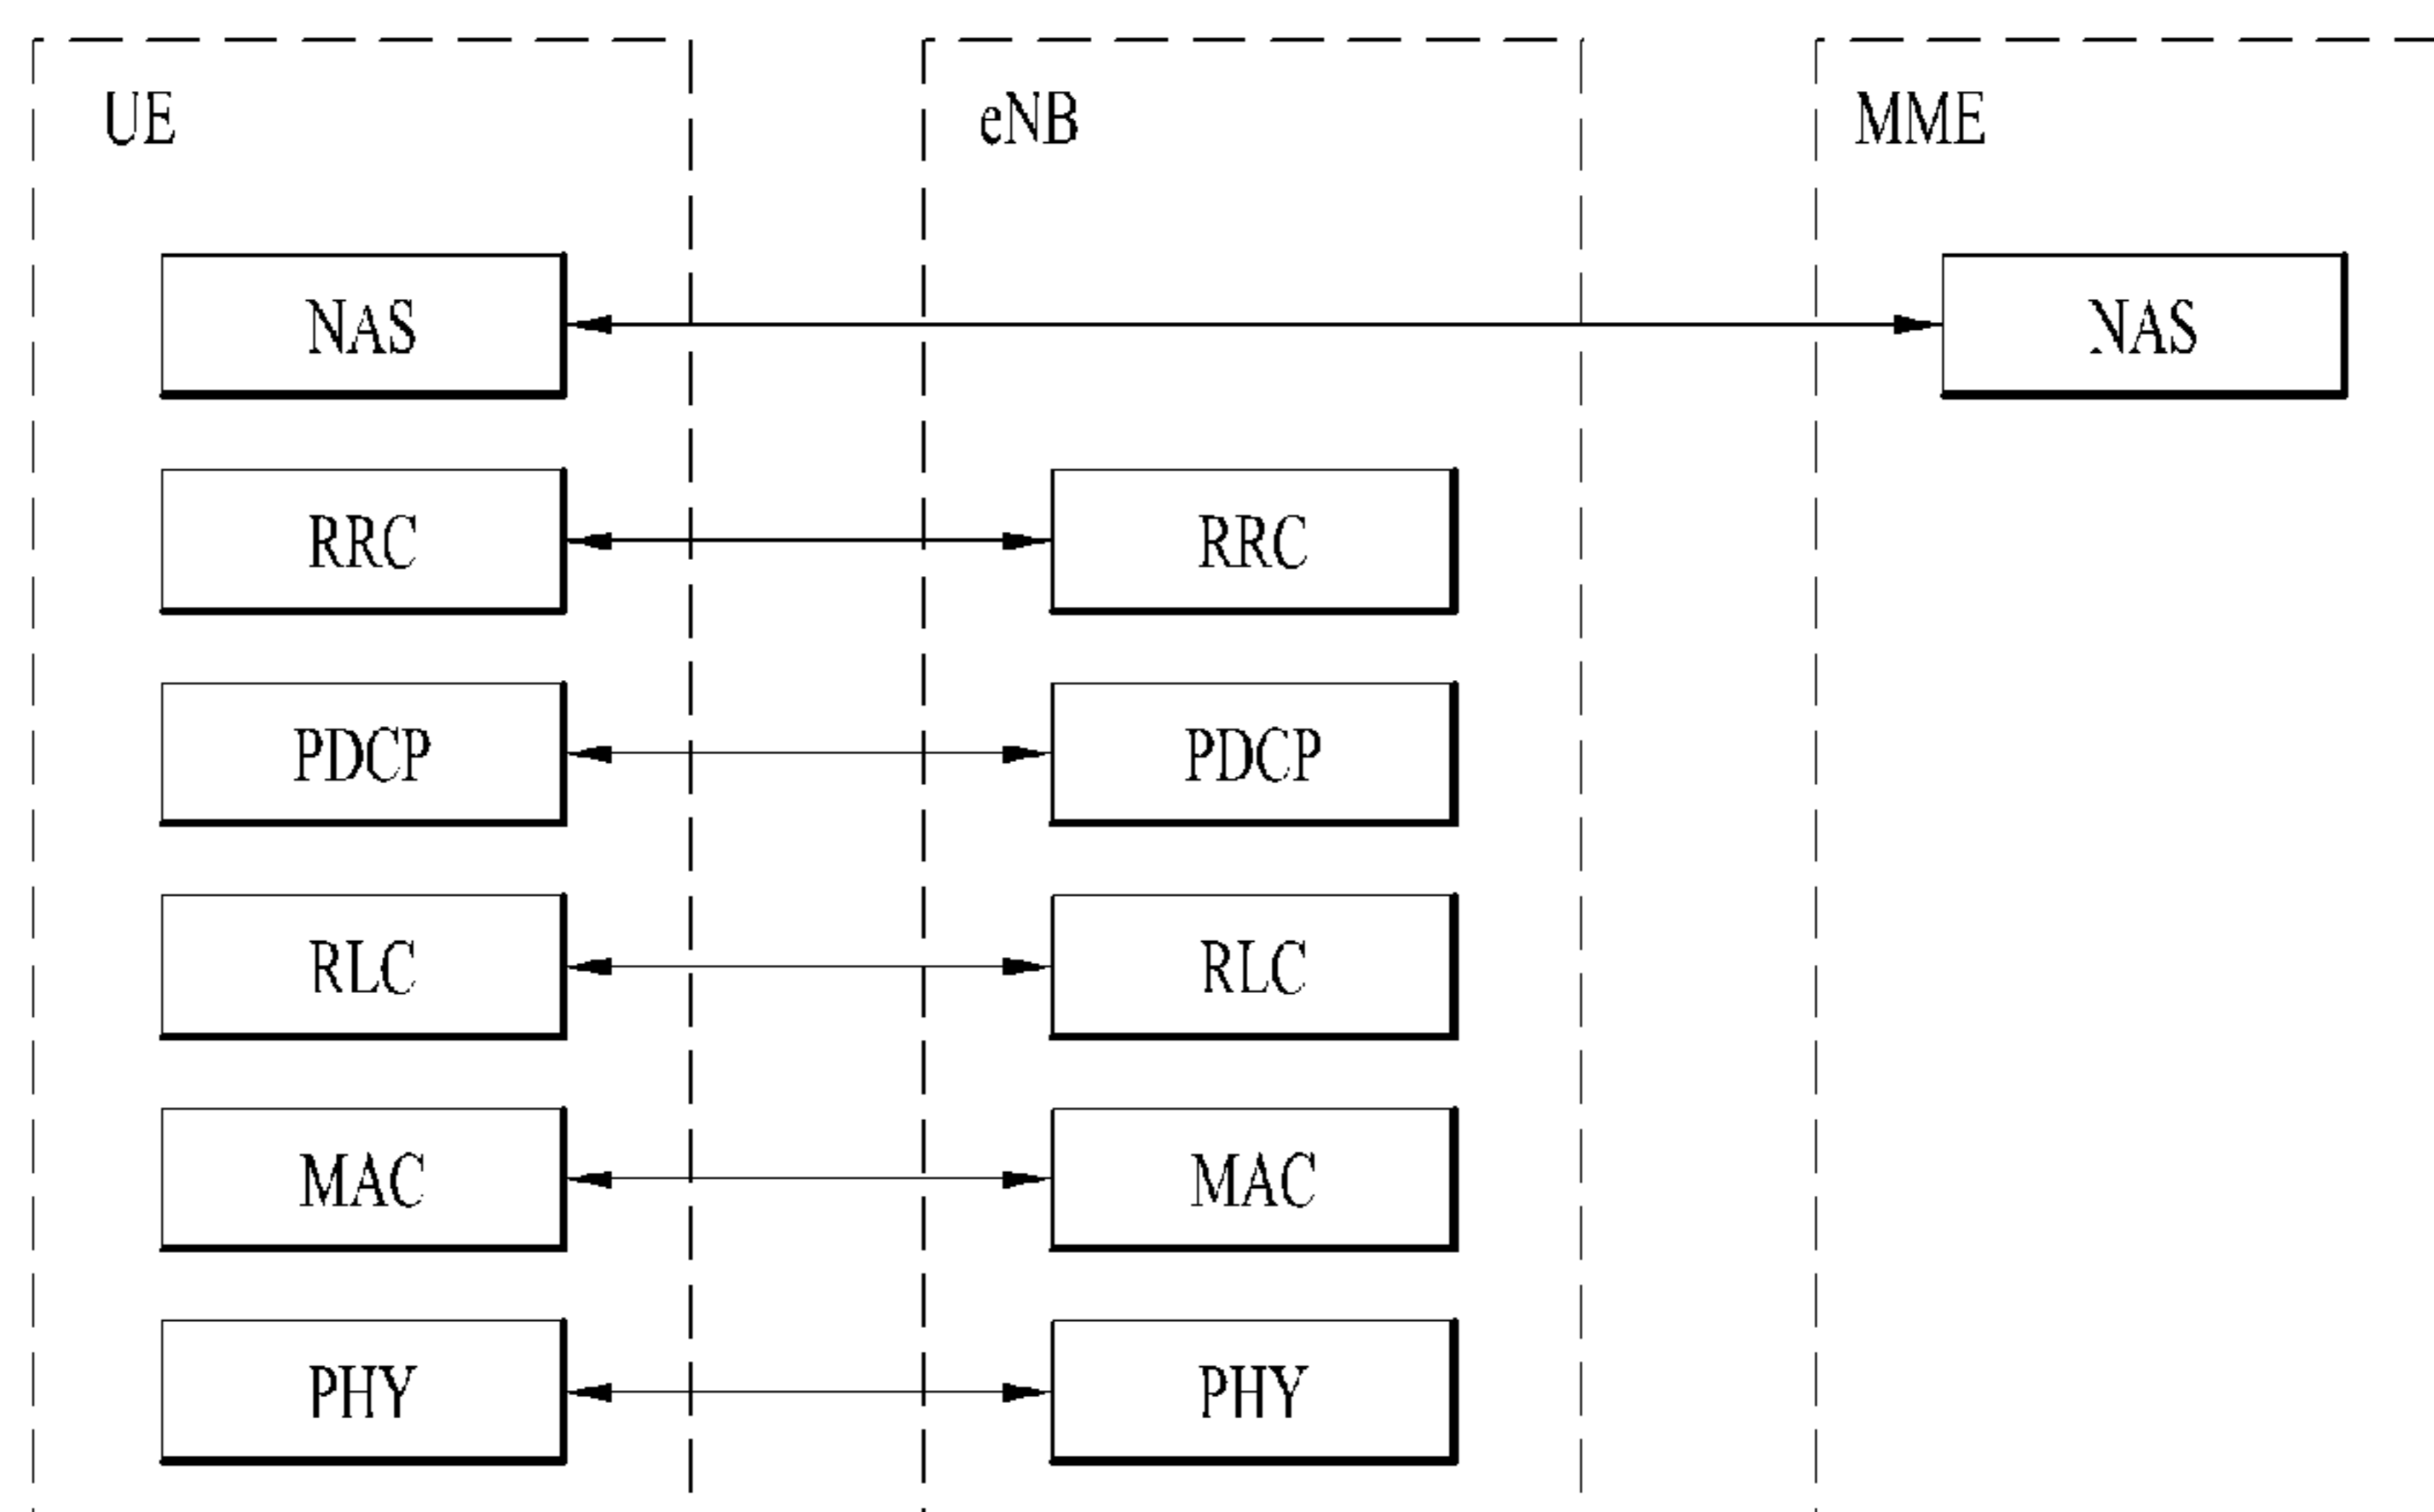 UE eNB MME
NAS NAS
RRC RRC
PDCP PDCP
RLC RLC
MAC MAC
PHY PHY